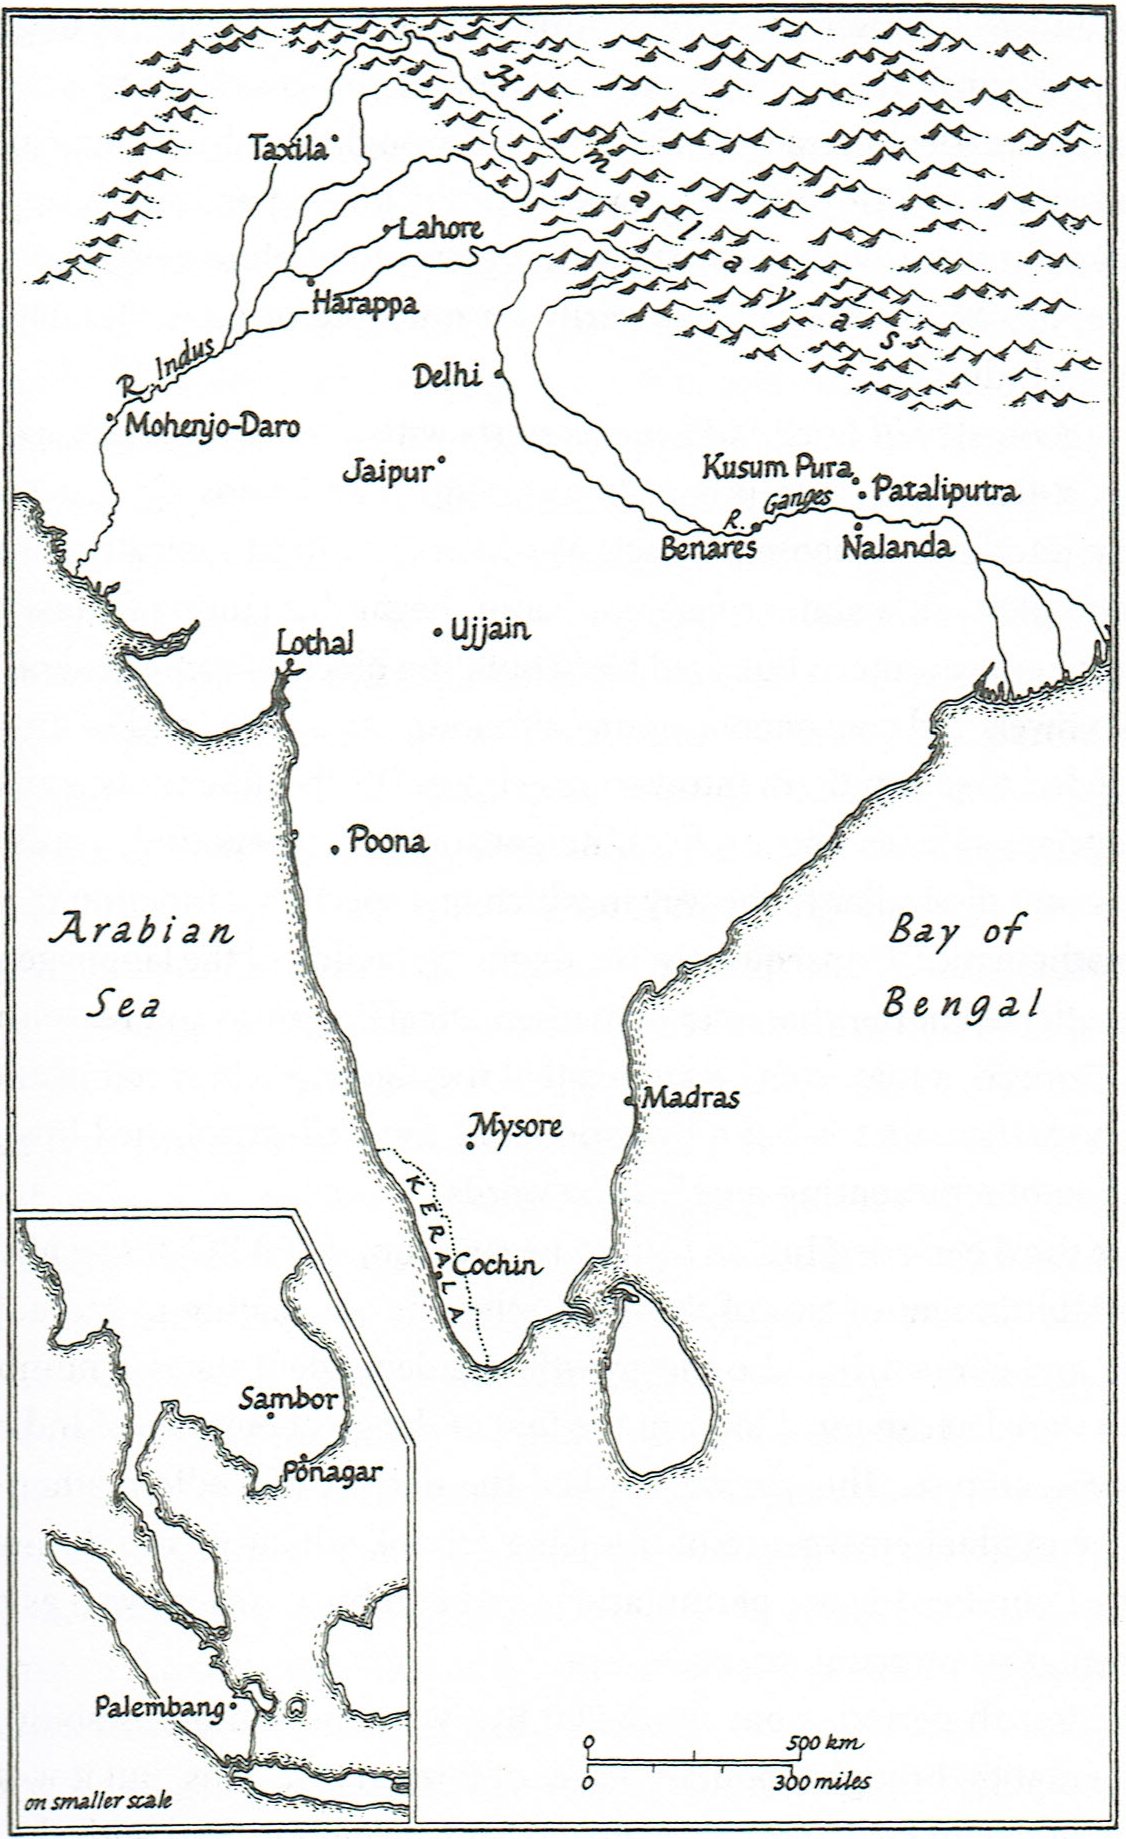 Himalayas
Taxila
Lahore
Harappa
R. Indus
Delhi
Mohenjo-Daro
Jaipur
Kusum Pura
Pataliputra
R. Ganges
Benares
Nalanda
Lothal
Ujjain
Poona
Arabian
Sea
Bay of
Bengal
Madras
Mysore
KERALA
Cochin
Sambor
Pônagar
Palembang
on smaller scale
0 500 km
0 300 miles